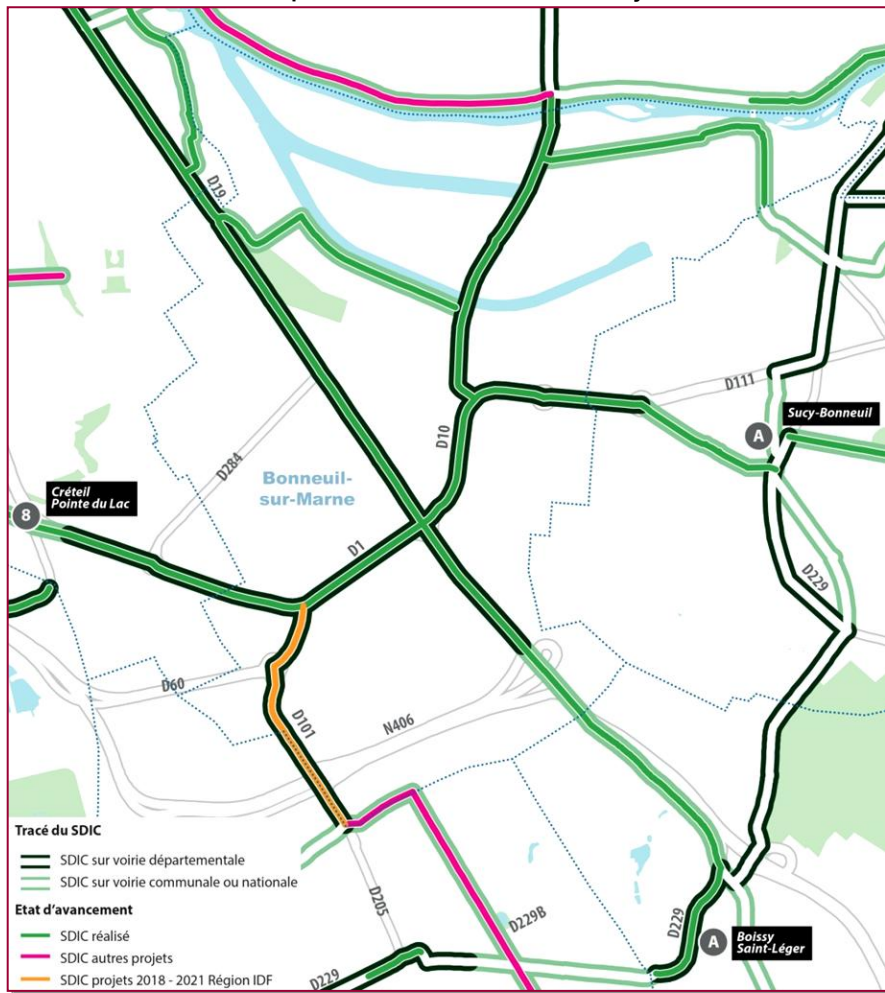 D19
D111
Sucy-Bonneuil
A
D10
D284
Bonneuil-
sur-Marne
Créteil
Pointe du Lac
8
D1
D229
D60
D101
N406
Tracé du SDIC
SDIC sur voirie départementale
SDIC sur voirie communale ou nationale
Etat d'avancement
SDIC réalisé
SDIC autres projets
SDIC projets 2018 - 2021 Région IDF
D205
D229B
D229
D229
A
Boissy
Saint-Léger